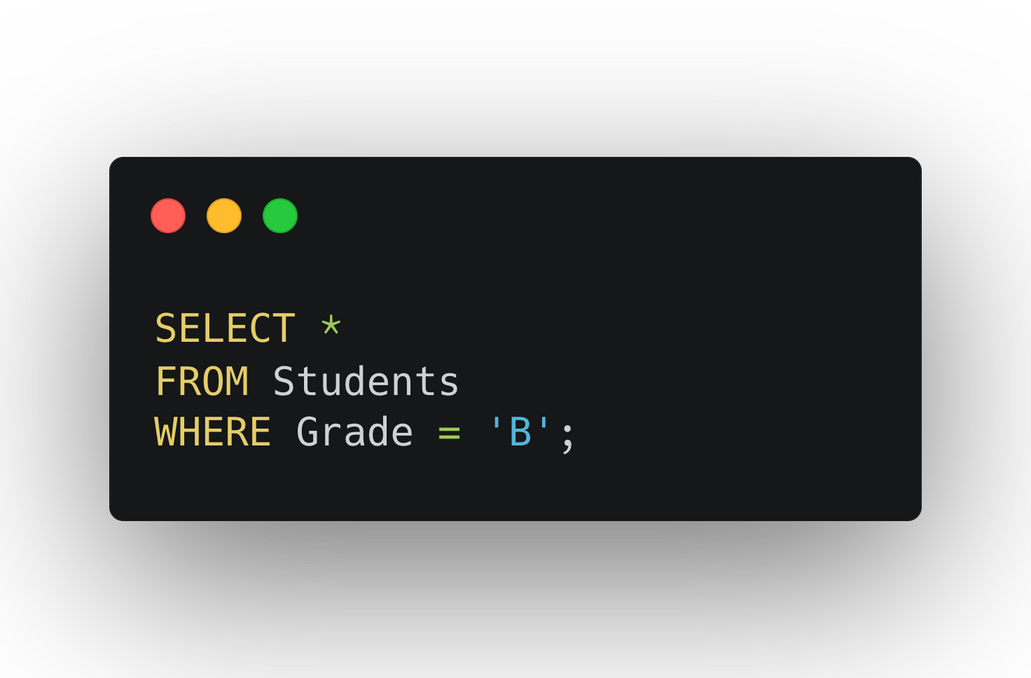 SELECT *
FROM Students
WHERE Grade = 'B';